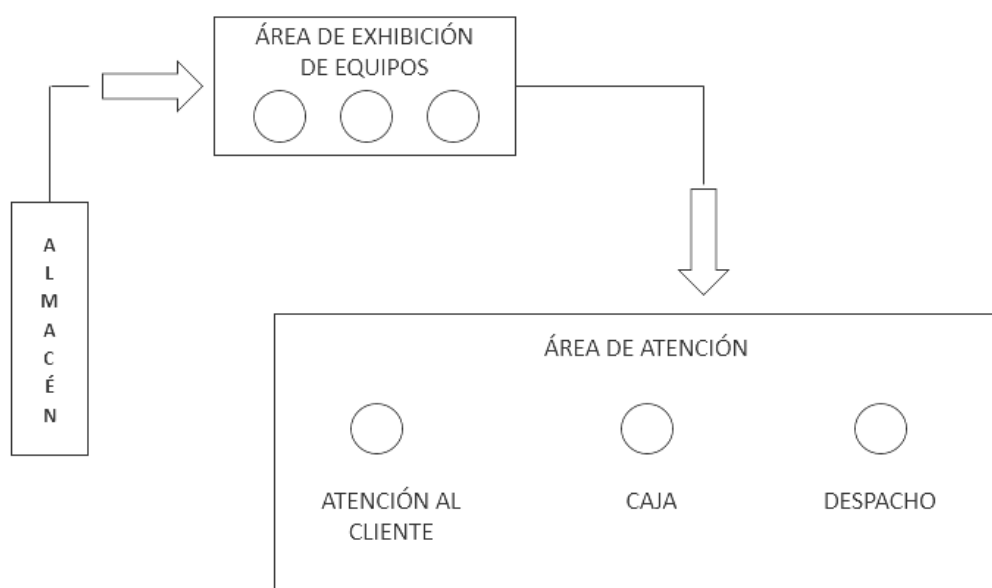 ÁREA DE EXHIBICIÓN
DE EQUIPOS
A
L
M
A
C
É
N
ÁREA DE ATENCIÓN
ATENCIÓN AL
CLIENTE
CAJA
DESPACHO